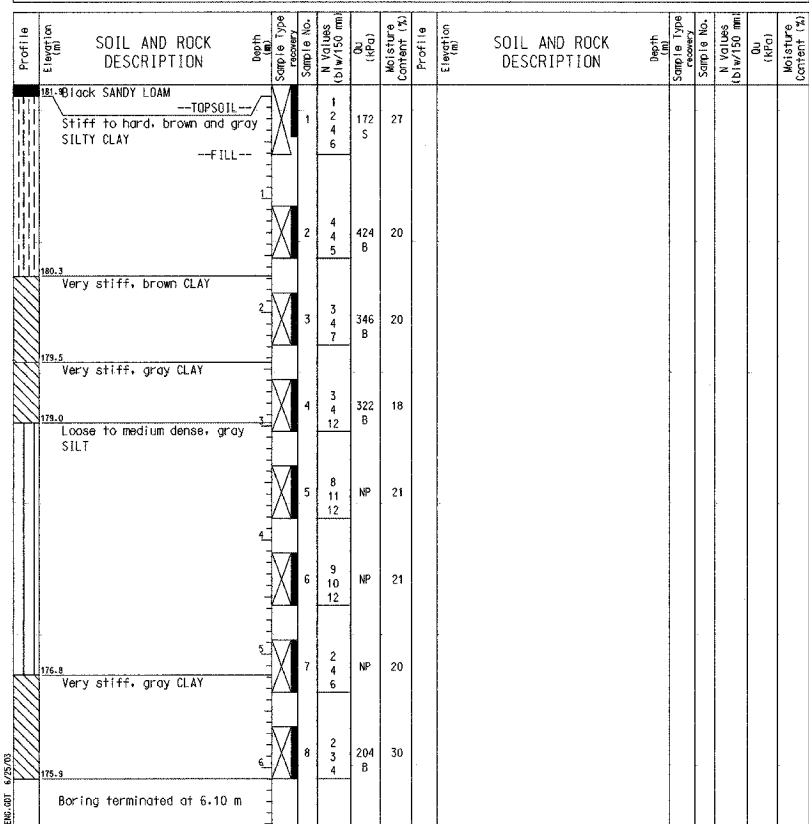 Profile
Elevation (m)
SOIL AND ROCK
DESCRIPTION
Depth (m)
Sample Type
recovery
Sample No.
N Values
(blw/150 mm)
Qu
(kPa)
Moisture
Content (%)
Profile
Elevation (m)
SOIL AND ROCK
DESCRIPTION
Depth (m)
Sample Type
recovery
Sample No.
N Values
(blw/150 mm)
Qu
(kPa)
Moisture
Content (%)
181.9 Black SANDY LOAM
--TOPSOIL--
Stiff to hard, brown and gray
SILTY CLAY
--FILL--
1
1
2
4
6
172
S
27
1
2
4
4
5
424
B
20
180.3
Very stiff, brown CLAY
2
3
3
4
7
346
B
20
179.5
Very stiff, gray CLAY
4
3
4
12
322
B
18
179.0
3
Loose to medium dense, gray
SILT
5
8
11
12
NP
21
4
6
9
10
12
NP
21
5
7
2
4
6
NP
20
176.8
Very stiff, gray CLAY
8
2
3
4
204
B
30
6
175.9
Boring terminated at 6.10 m
ENG.GDT 6/25/03